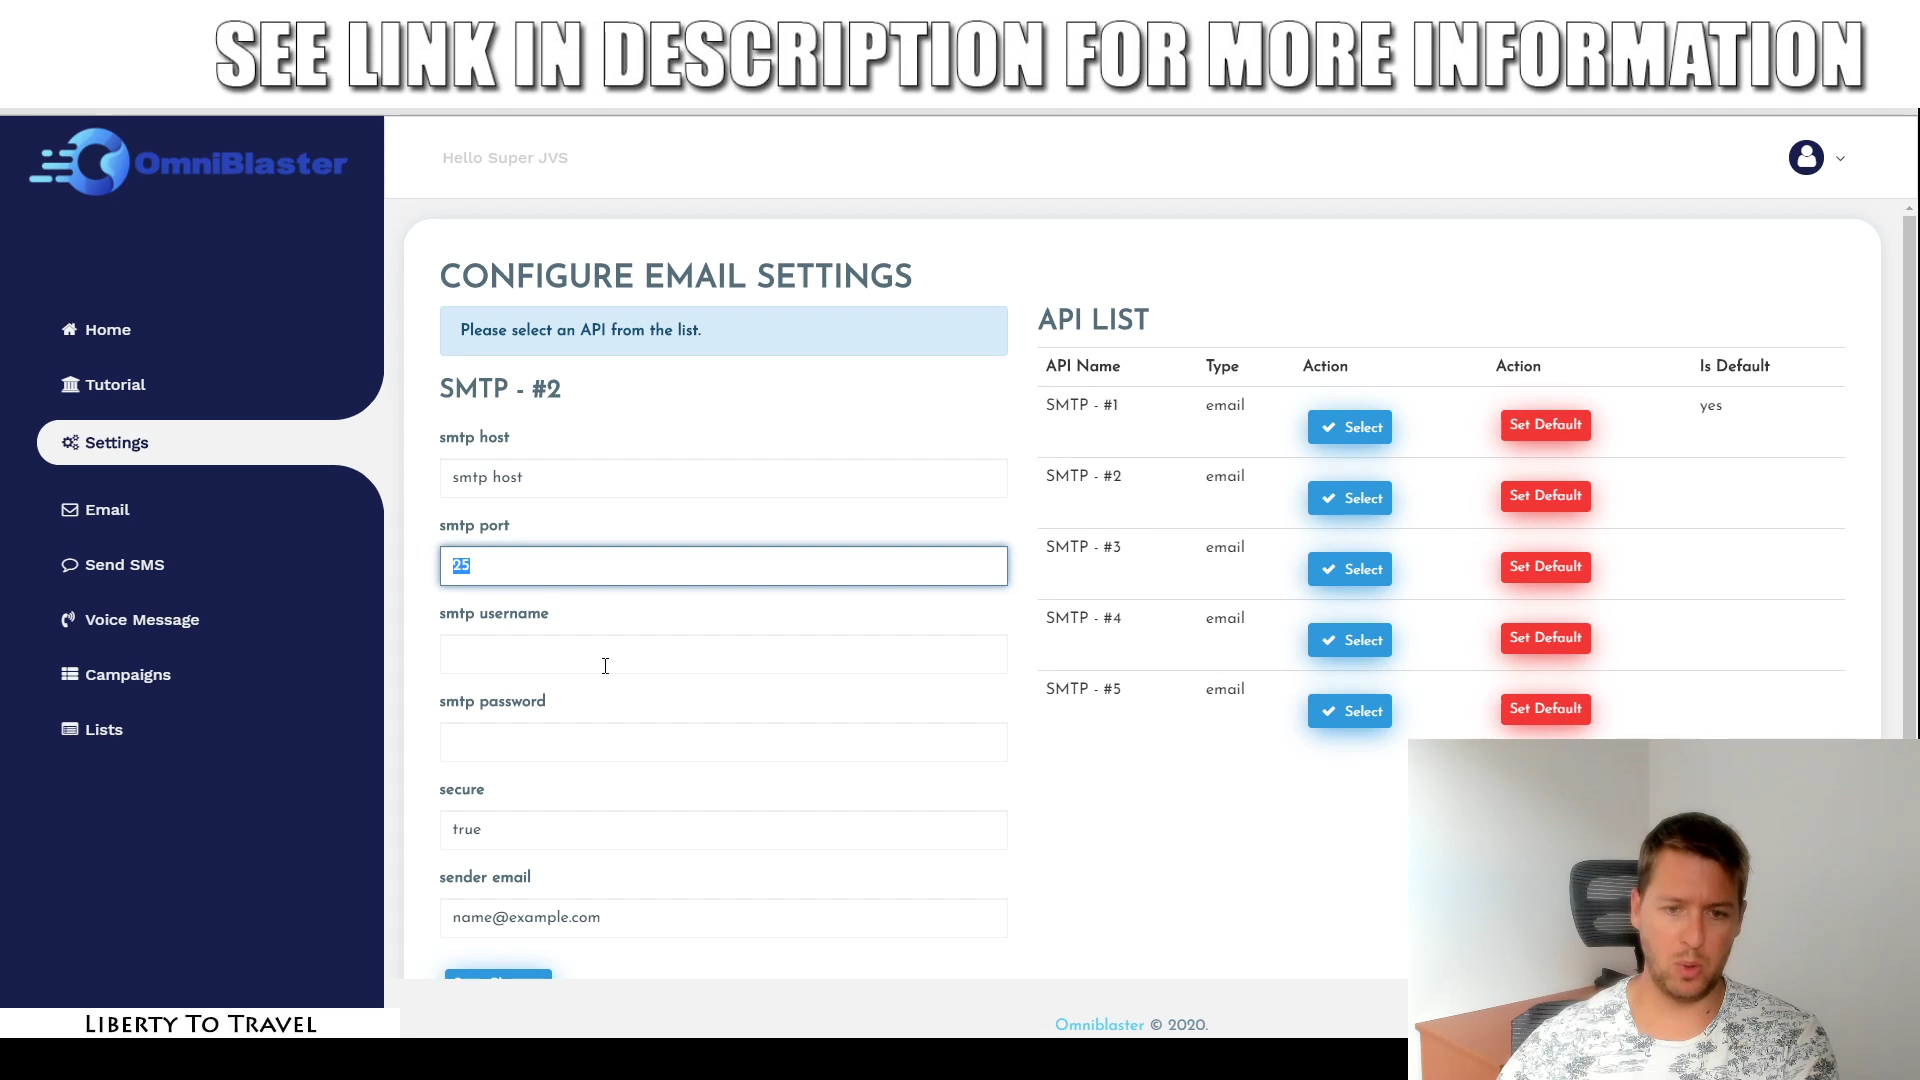 SEE LINK IN DESCRIPTION FOR MORE INFORMATION
OmniBlaster
Hello Super JVS
Home
Tutorial
Settings
Email
Send SMS
Voice Message
Campaigns
Lists
CONFIGURE EMAIL SETTINGS
Please select an API from the list.
SMTP - #2
smtp host
smtp host
smtp port
25
smtp username
smtp password
secure
true
sender email
name@example.com
API LIST
API Name Type Action Action Is Default
SMTP - #1 email Select Set Default yes
SMTP - #2 email Select Set Default
SMTP - #3 email Select Set Default
SMTP - #4 email Select Set Default
SMTP - #5 email Select Set Default
Omniblaster © 2020.
LIBERTY TO TRAVEL